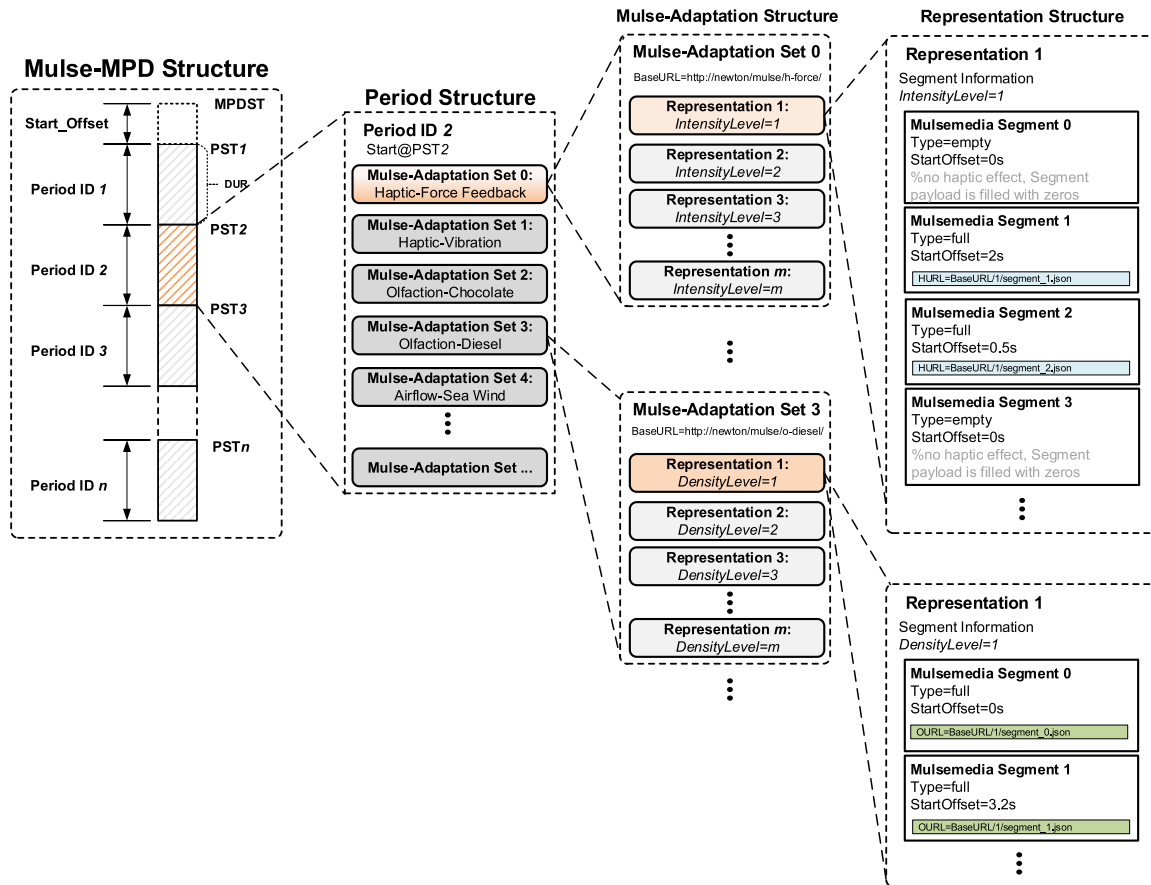 Mulse-MPD Structure
MPDST
Start_Offset
PST1
DUR
Period ID 1
PST2
Period ID 2
PST3
Period ID 3
PSTn
Period ID n
Period Structure
Period ID 2
Start@PST2
Mulse-Adaptation Set 0:
Haptic-Force Feedback
Mulse-Adaptation Set 1:
Haptic-Vibration
Mulse-Adaptation Set 2:
Olfaction-Chocolate
Mulse-Adaptation Set 3:
Olfaction-Diesel
Mulse-Adaptation Set 4:
Airflow-Sea Wind
Mulse-Adaptation Set ...
Mulse-Adaptation Structure
Mulse-Adaptation Set 0
BaseURL=http://newton/mulse/h-force/
Representation 1:
IntensityLevel=1
Representation 2:
IntensityLevel=2
Representation 3:
IntensityLevel=3
Representation m:
IntensityLevel=m
Mulse-Adaptation Set 3
BaseURL=http://newton/mulse/o-diesel/
Representation 1:
DensityLevel=1
Representation 2:
DensityLevel=2
Representation 3:
DensityLevel=3
Representation m:
DensityLevel=m
Representation Structure
Representation 1
Segment Information
IntensityLevel=1
Mulsemedia Segment 0
Type=empty
StartOffset=0s
%no haptic effect, Segment
payload is filled with zeros
Mulsemedia Segment 1
Type=full
StartOffset=2s
HURL=BaseURL/1/segment_1.json
Mulsemedia Segment 2
Type=full
StartOffset=0.5s
HURL=BaseURL/1/segment_2.json
Mulsemedia Segment 3
Type=empty
StartOffset=0s
%no haptic effect, Segment
payload is filled with zeros
Representation 1
Segment Information
DensityLevel=1
Mulsemedia Segment 0
Type=full
StartOffset=0s
OURL=BaseURL/1/segment_0.json
Mulsemedia Segment 1
Type=full
StartOffset=3.2s
OURL=BaseURL/1/segment_1.json